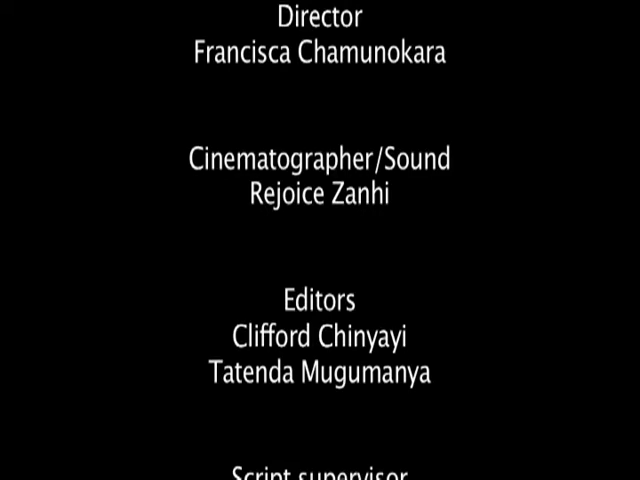 Director
Francisca Chamunokara
Cinematographer/Sound
Rejoice Zanhi
Editors
Clifford Chinyayi
Tatenda Mugumanya
Script supervisor